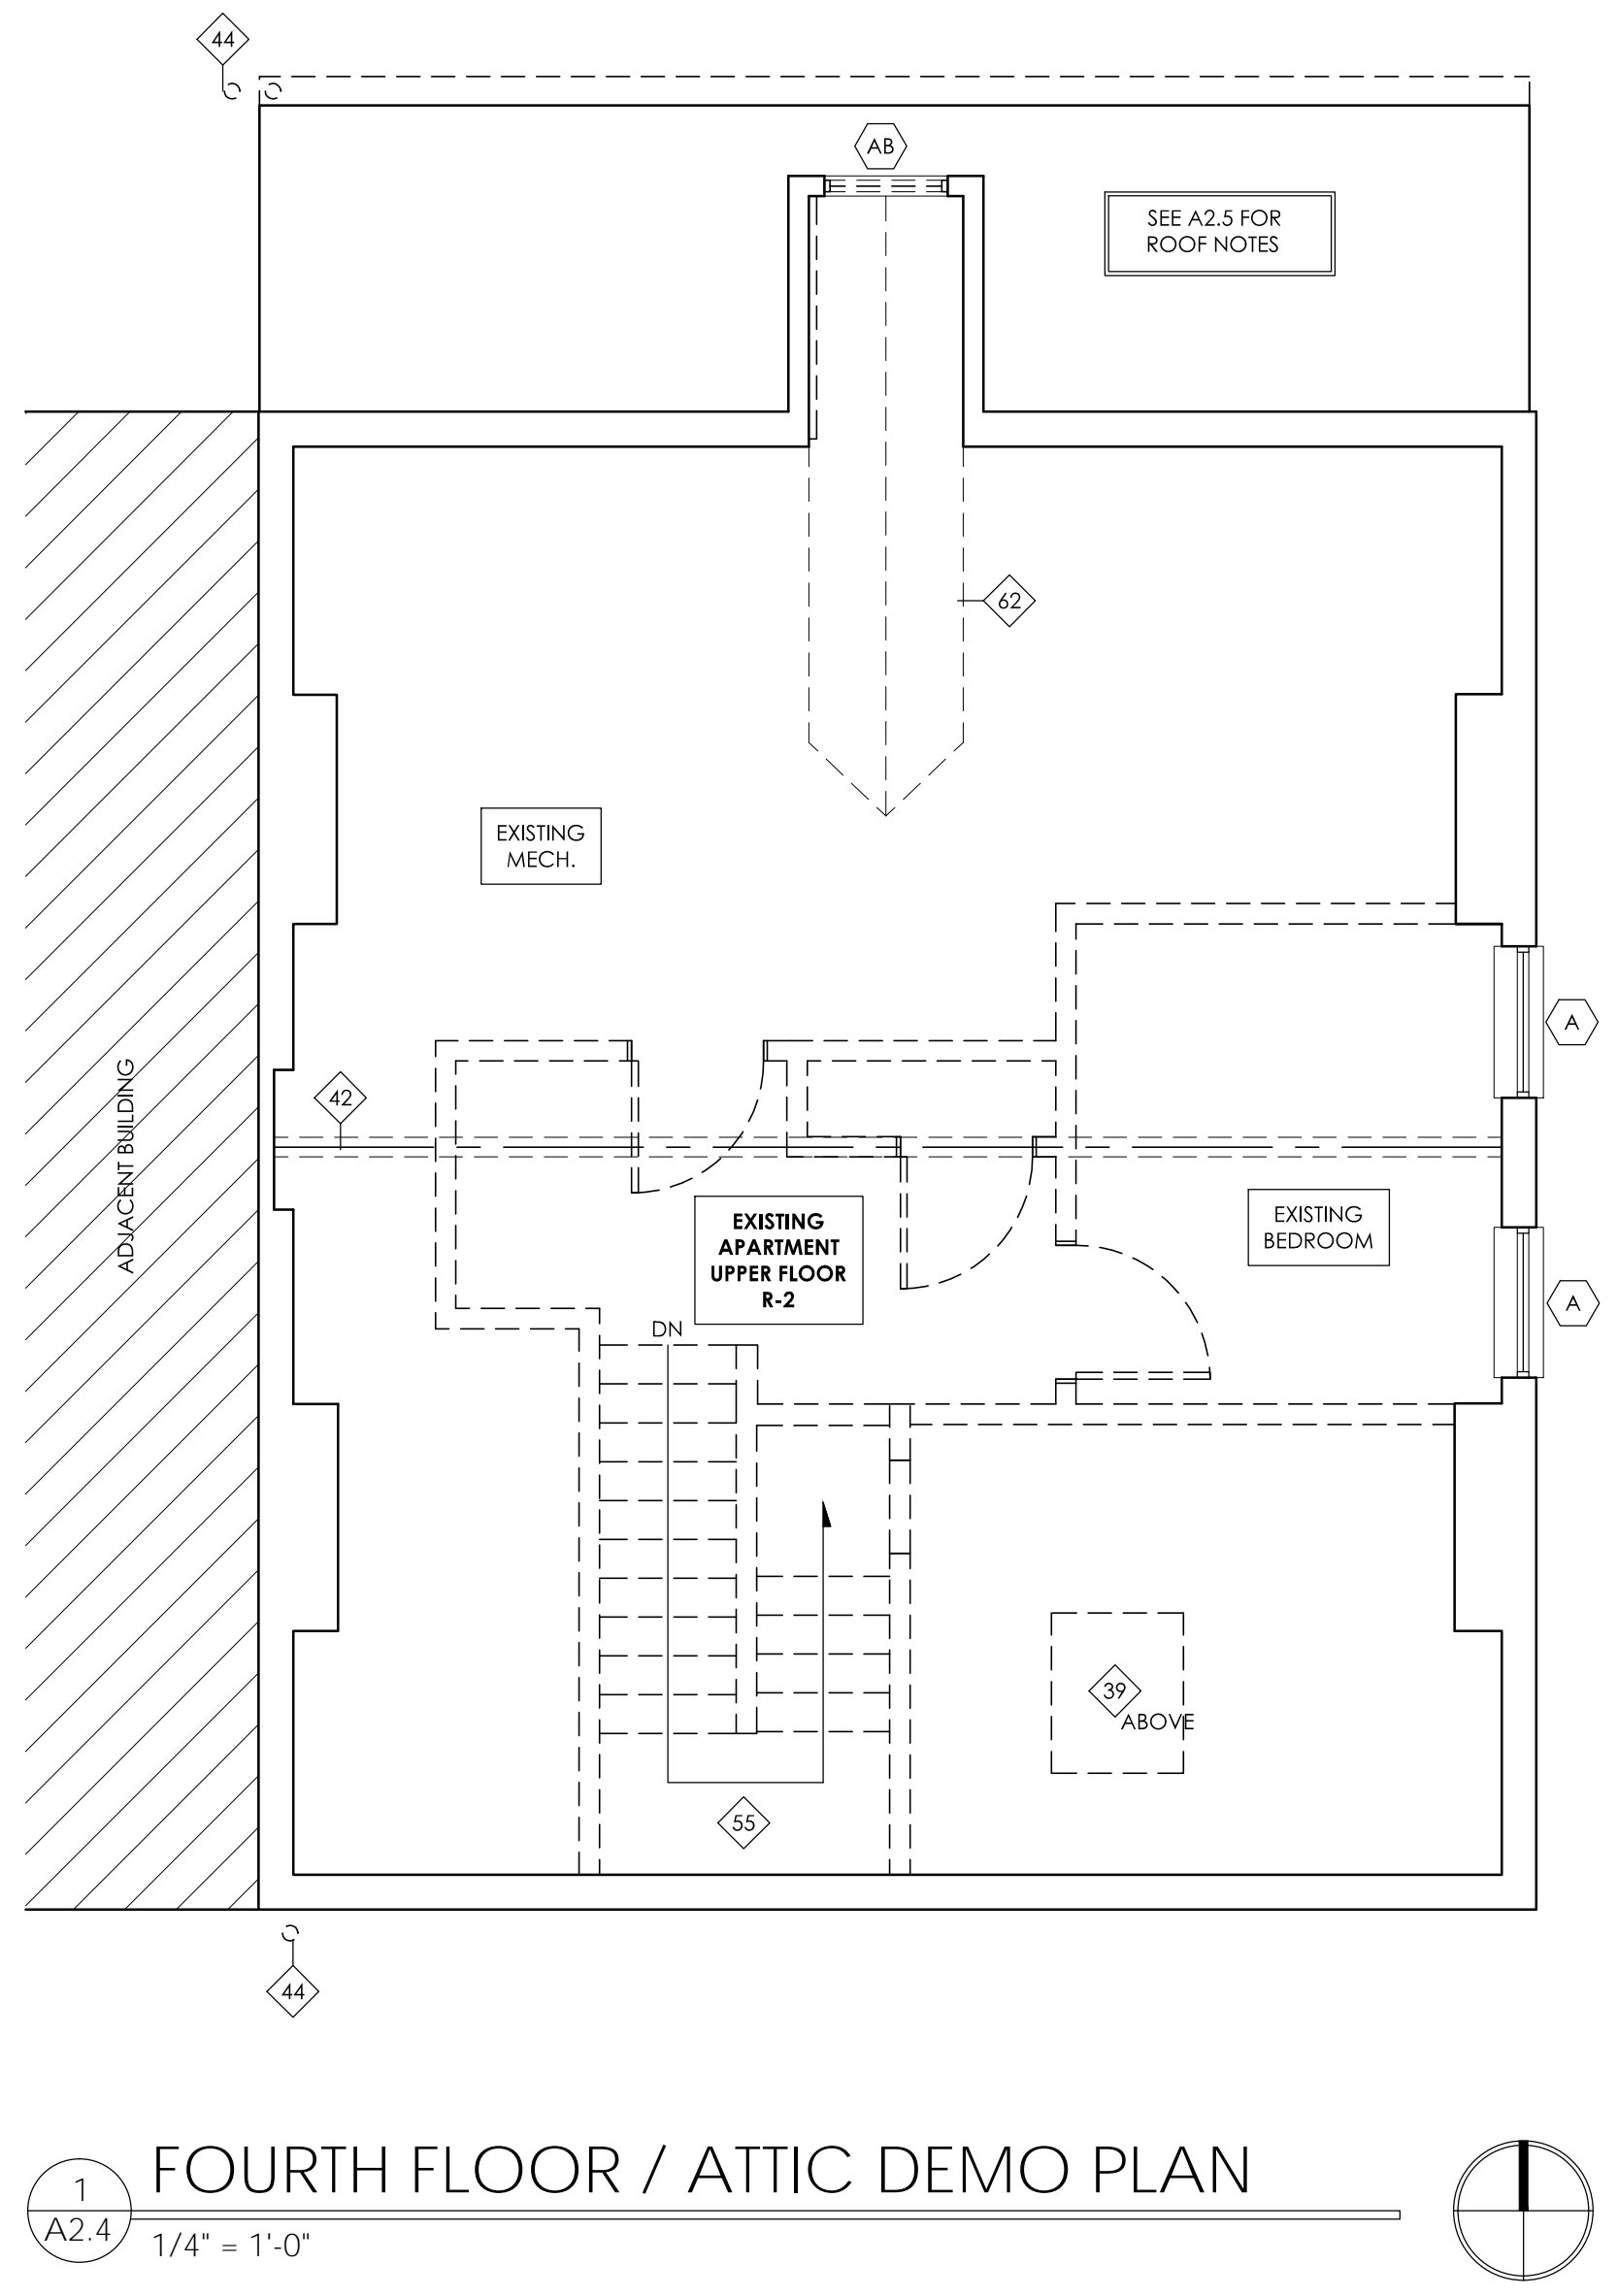 44
AB
SEE A2.5 FOR
ROOF NOTES
62
EXISTING
MECH.
A
42
ADJACENT BUILDING
EXISTING
APARTMENT
UPPER FLOOR
R-2
EXISTING
BEDROOM
A
DN
39
ABOVE
55
44
1
A2.4
FOURTH FLOOR / ATTIC DEMO PLAN
1/4" = 1'-0"